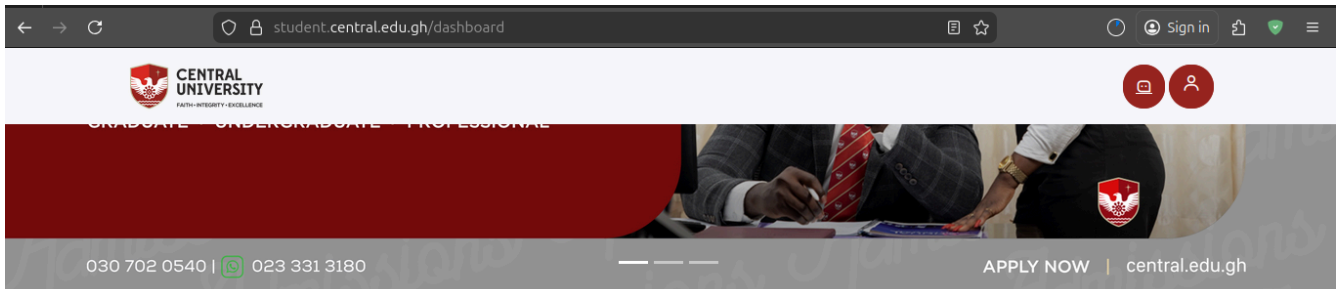 student.central.edu.gh/dashboard
Sign in
CENTRAL
UNIVERSITY
FAITH • INTEGRITY • EXCELLENCE
GRADUATE • UNDERGRADUATE • PROFESSIONAL
030 702 0540 | 023 331 3180
APPLY NOW | central.edu.gh